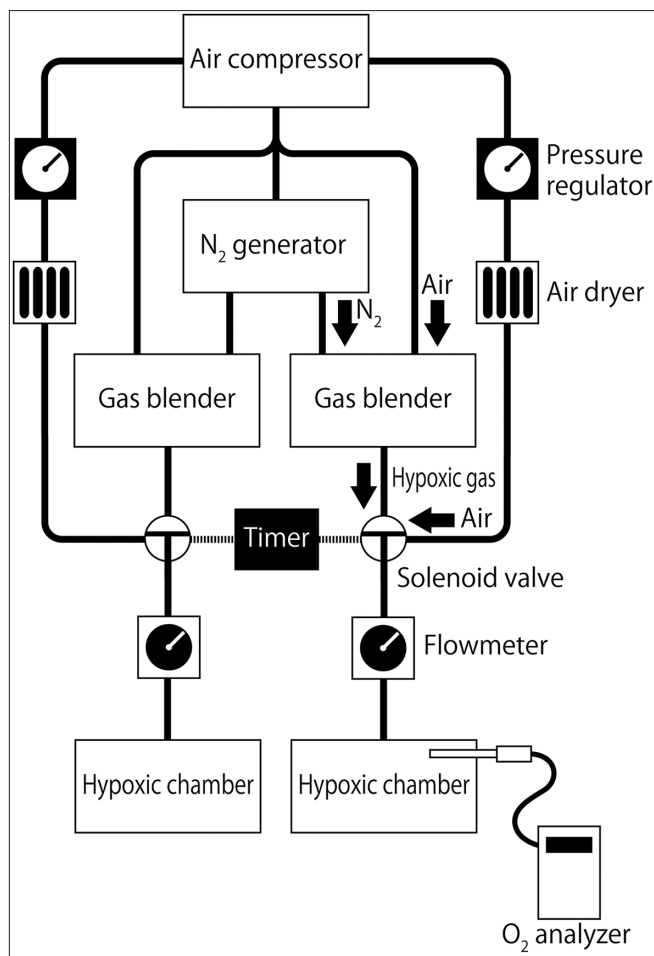 Air compressor
Pressure
regulator
N₂ generator
Air
Air dryer
N₂
Gas blender
Gas blender
Hypoxic gas
Air
Timer
Solenoid valve
Flowmeter
Hypoxic chamber
Hypoxic chamber
O₂ analyzer